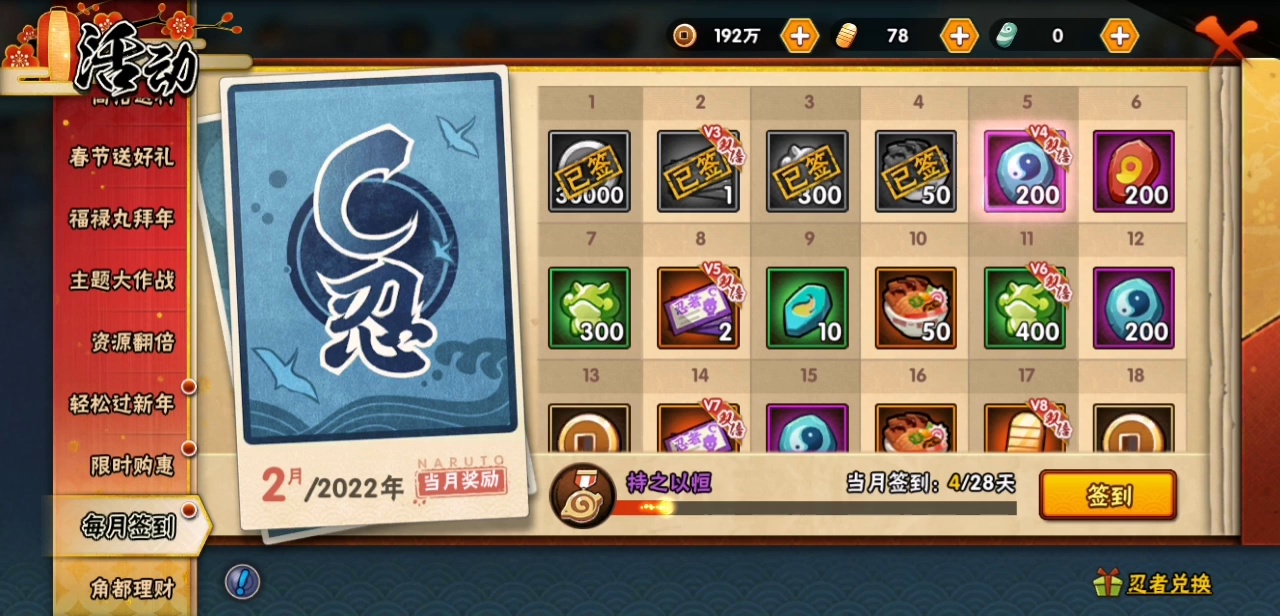 活动
192万
78
0
春节送好礼
福禄丸拜年
主题大作战
资源翻倍
轻松过新年
限时购惠
每月签到
角都理财
C忍
2月/2022年
NARUTO
当月奖励
1 2 3 4 5 6
V3
V4
双倍
已签 已签 已签 已签
30000 1 300 50 200 200
7 8 9 10 11 12
V5 双倍
V6 双倍
忍者
300 2 10 50 400 200
13 14 15 16 17 18
V7 双倍
V8 双倍
忍者
持之以恒
当月签到：4/28天
签到
忍者兑换